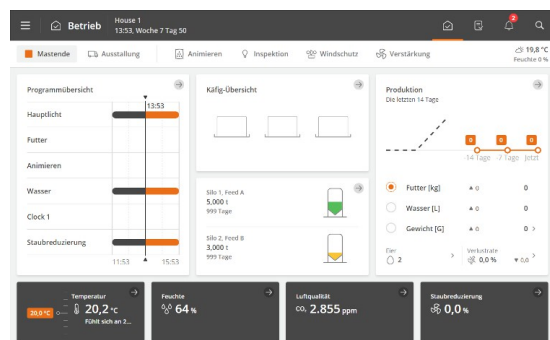 Betrieb
House 1
13:53, Woche 7 Tag 50
2
Mastende
Ausstallung
Animieren
Inspektion
Windschutz
Verstärkung
19,8 °C
Feuchte 0 %
Programmübersicht
13:53
Hauptlicht
Futter
Animieren
Wasser
Clock 1
Staubreduzierung
11:53
15:53
Käfig-Übersicht
Silo 1, Feed A
5,000 t
999 Tage
Silo 2, Feed B
3,000 t
999 Tage
Produktion
Die letzten 14 Tage
0 0 0
-14 Tage -7 Tage Jetzt
Futter [kg] ▲ 0 0
Wasser [L] ▲ 0 0
Gewicht [G] ▲ 0 0 >
Eier
2 >
Verlustrate
0,0 % ▼ 0,0 >
Temperatur
20,0 °C
20,2 °C
Fühlt sich an 2...
Feuchte
64 %
Luftqualität
CO₂ 2.855 ppm
Staubreduzierung
0,0 %